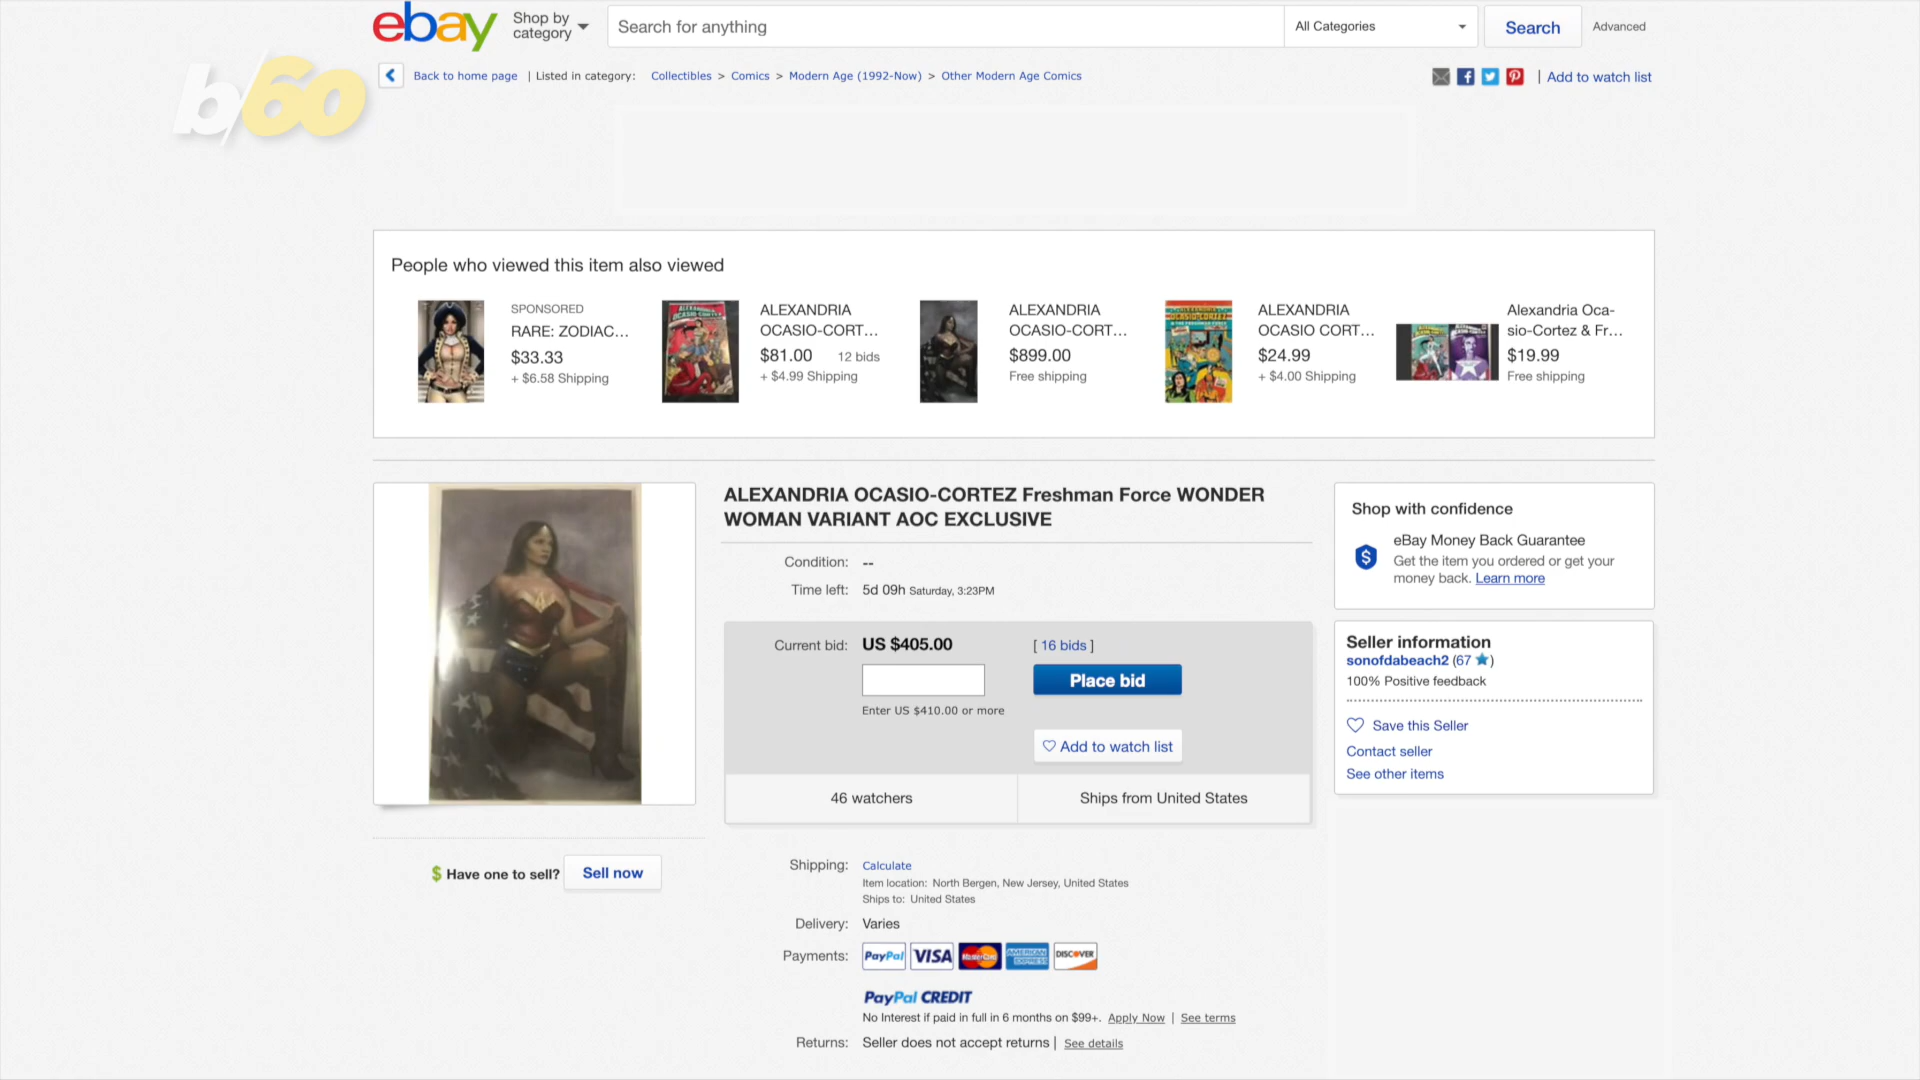 ebay
Shop by
category
Search for anything
All Categories
Search
Advanced
b/60
Back to home page | Listed in category: Collectibles > Comics > Modern Age (1992-Now) > Other Modern Age Comics
| Add to watch list
People who viewed this item also viewed
SPONSORED
RARE: ZODIAC...
$33.33
+ $6.58 Shipping
ALEXANDRIA
OCASIO-CORT...
$81.00 12 bids
+ $4.99 Shipping
ALEXANDRIA
OCASIO-CORT...
$899.00
Free shipping
ALEXANDRIA
OCASIO CORT...
$24.99
+ $4.00 Shipping
Alexandria Oca-
sio-Cortez & Fr...
$19.99
Free shipping
ALEXANDRIA OCASIO-CORTEZ Freshman Force WONDER
WOMAN VARIANT AOC EXCLUSIVE
Condition: --
Time left: 5d 09h Saturday, 3:23PM
Current bid: US $405.00 [ 16 bids ]
Place bid
Enter US $410.00 or more
Add to watch list
46 watchers
Ships from United States
Shop with confidence
eBay Money Back Guarantee
Get the item you ordered or get your
money back. Learn more
Seller information
sonofdabeach2 (67)
100% Positive feedback
Save this Seller
Contact seller
See other items
$ Have one to sell? Sell now
Shipping: Calculate
Item location: North Bergen, New Jersey, United States
Ships to: United States
Delivery: Varies
Payments: PayPal VISA MasterCard AMERICAN EXPRESS DISCOVER
PayPal CREDIT
No Interest if paid in full in 6 months on $99+. Apply Now | See terms
Returns: Seller does not accept returns | See details